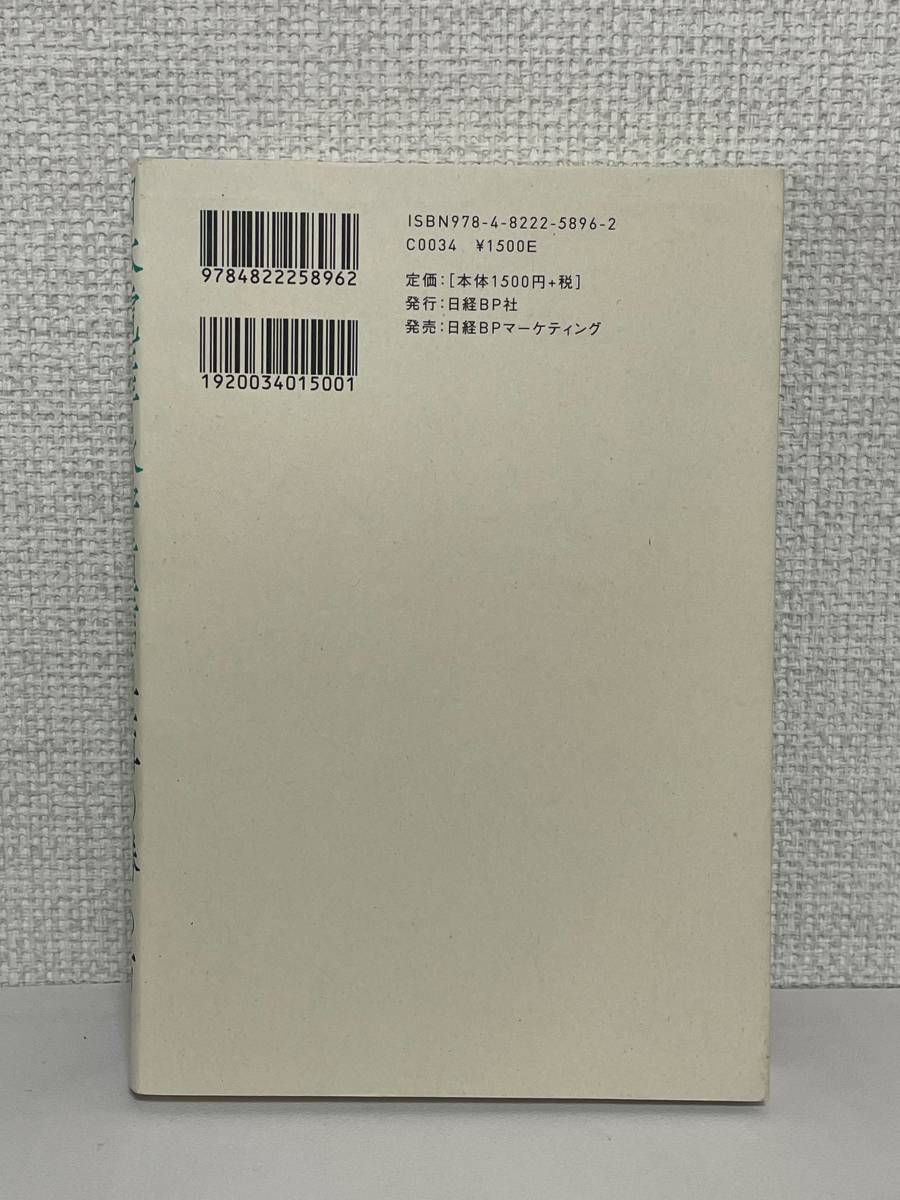 ISBN978-4-8222-5896-2
C0034 ¥1500E
9784822258962
定価：[本体1500円+税]
発行：日経BP社
発売：日経BPマーケティング
1920034015001